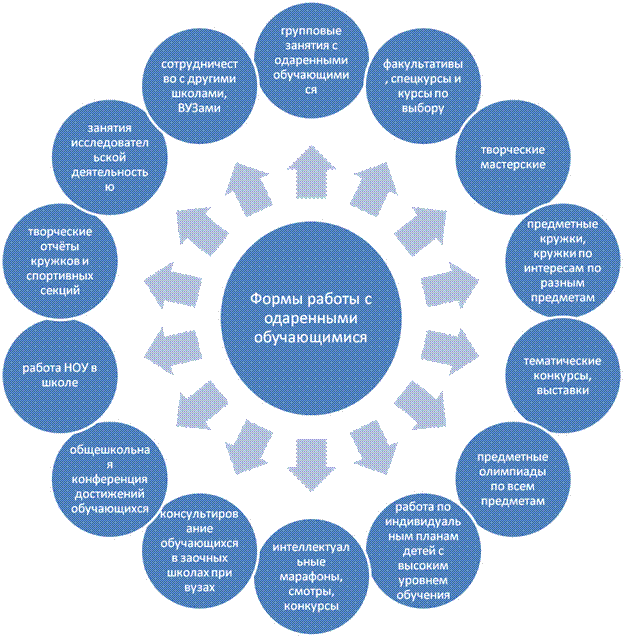 групповые
занятия с
одаренными
обучающими
ся
факультативы
, спецкурсы и
курсы по
выбору
творческие
мастерские
предметные
кружки,
кружки по
интересам по
разным
предметам
тематические
конкурсы,
выставки
предметные
олимпиады
по всем
предметам
работа по
индивидуаль
ным планам
детей с
высоким
уровнем
обучения
интеллектуал
ьные
марафоны,
смотры,
конкурсы
консультиров
ание
обучающихся
в заочных
школах при
вузах
общешкольна
я
конференция
достижений
обучающихся
работа НОУ в
школе
творческие
отчёты
кружков и
спортивных
секций
занятия
исследовател
ьской
деятельность
ю
сотрудничест
во с другими
школами,
ВУЗами
Формы работы с
одаренными
обучающимися